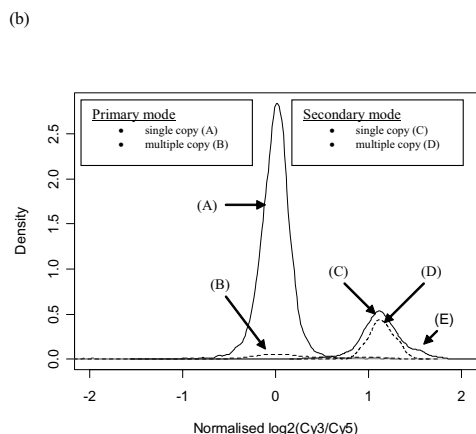 (b)
Primary mode
• single copy (A)
• multiple copy (B)
Secondary mode
• single copy (C)
• multiple copy (D)
(A)
(B)
(C)
(D)
(E)
Density
0.0
0.5
1.0
1.5
2.0
2.5
-2
-1
0
1
2
Normalised log2(Cy3/Cy5)